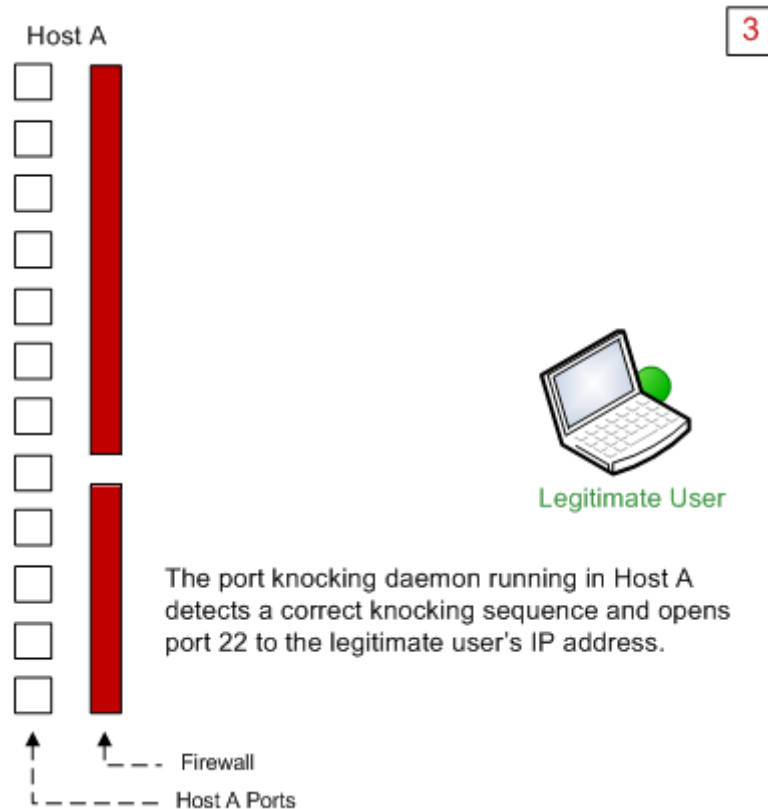 Host A
3
Legitimate User
The port knocking daemon running in Host A
detects a correct knocking sequence and opens
port 22 to the legitimate user's IP address.
Firewall
Host A Ports